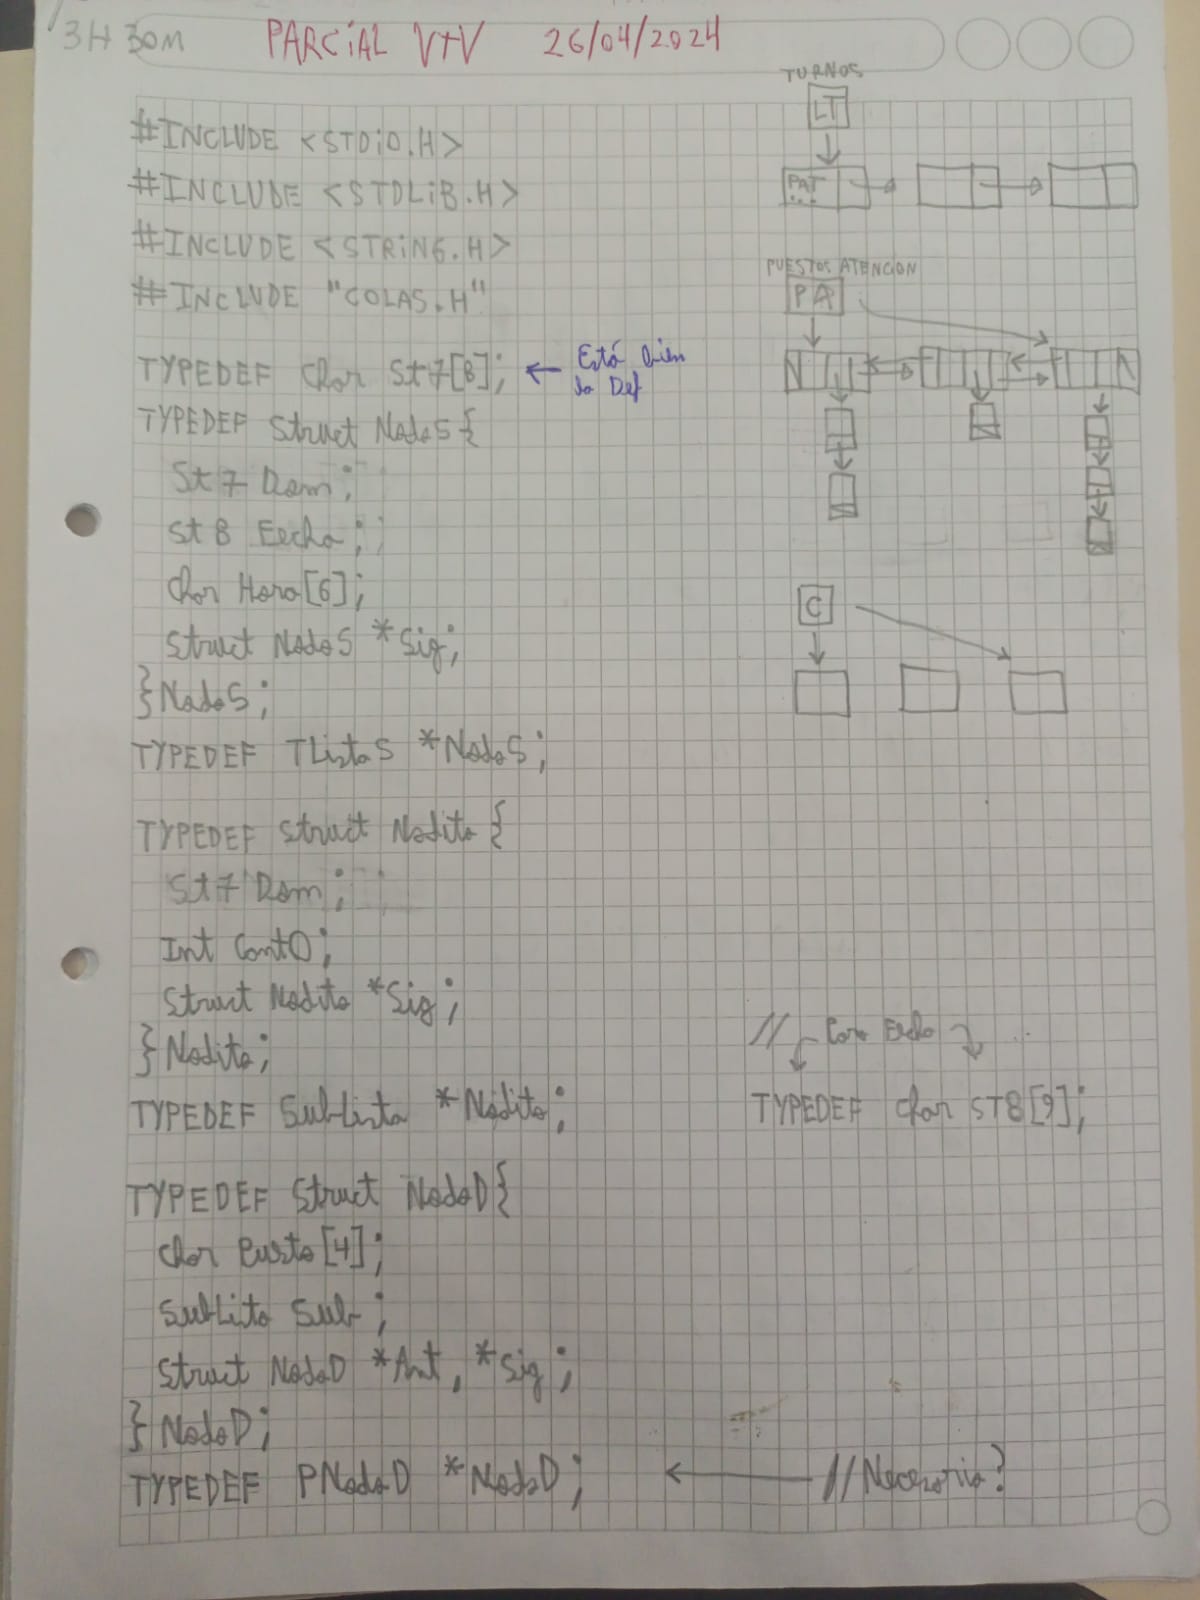 3H 30m
PARCIAL VTV 26/04/2024
#INCLUDE <STDIO.H>
#INCLUDE <STDLIB.H>
#INCLUDE <STRING.H>
#INCLUDE "COLAS.H"
TYPEDEF Char St7[8]; ← Está bien
la Def
TYPEDEF Struct NodoS{
St7 Dom;
St8 Fecha;
Char Hora[6];
Struct NodoS *Sig;
}NodoS;
TYPEDEF TListaS *NodoS;
TYPEDEF Struct Nodito {
St7 Dom;
Int CantO;
Struct Nodito *Sig;
} Nodito;
TYPEDEF SubLista *Nodito;
TYPEDEF Struct NodoD{
Char Puesto[4];
SubLista Sub;
Struct NodoD *Ant, *Sig;
} NodoD;
TYPEDEF PNodoD *NodoD; ← //Necesario?
TURNOS
LT
PAT
...
PUESTOS ATENCION
PA
N N
C
// Para Fecha
TYPEDEF Char ST8[9];